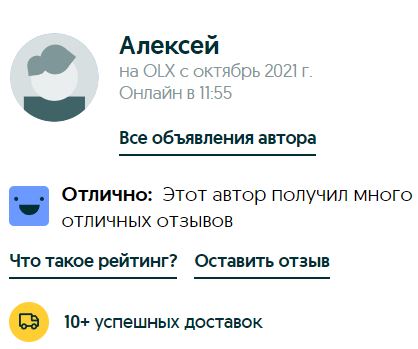 Алексей
на OLX с октябрь 2021 г.
Онлайн в 11:55
Все объявления автора
Отлично: Этот автор получил много
отличных отзывов
Что такое рейтинг? Оставить отзыв
10+ успешных доставок